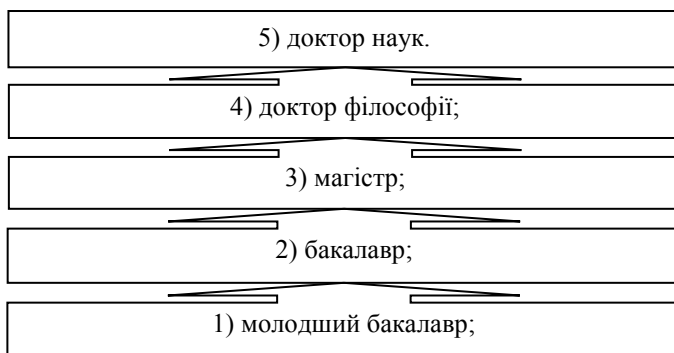 5) доктор наук.
4) доктор філософії;
3) магістр;
2) бакалавр;
1) молодший бакалавр;